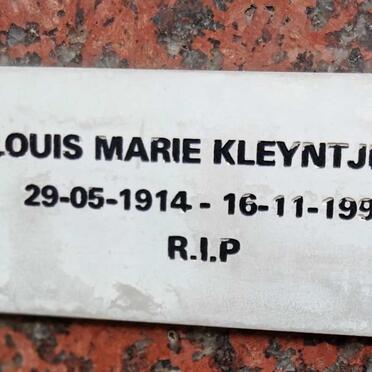 LOUIS MARIE KLEYNTJ
29-05-1914 - 16-11-199
R.I.P